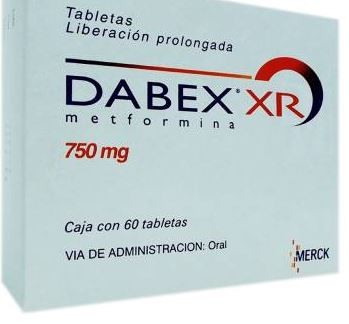 Tabletas
Liberación prolongada
DABEX® XR
metformina
750 mg
Caja con 60 tabletas
VIA DE ADMINISTRACION: Oral
MERCK